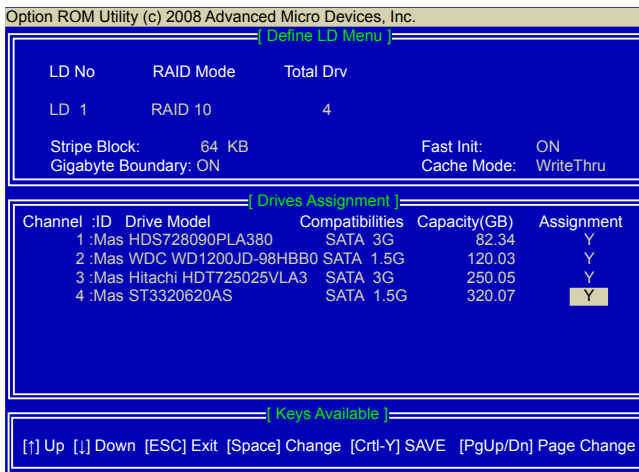 Option ROM Utility (c) 2008 Advanced Micro Devices, Inc.
[ Define LD Menu ]
LD No RAID Mode Total Drv
LD 1 RAID 10 4
Stripe Block: 64 KB Fast Init: ON
Gigabyte Boundary: ON Cache Mode: WriteThru
[ Drives Assignment ]
Channel :ID Drive Model Compatibilities Capacity(GB) Assignment
1 :Mas HDS728090PLA380 SATA 3G 82.34 Y
2 :Mas WDC WD1200JD-98HBB0 SATA 1.5G 120.03 Y
3 :Mas Hitachi HDT725025VLA3 SATA 3G 250.05 Y
4 :Mas ST3320620AS SATA 1.5G 320.07 Y
[ Keys Available ]
[↑] Up [↓] Down [ESC] Exit [Space] Change [Crtl-Y] SAVE [PgUp/Dn] Page Change